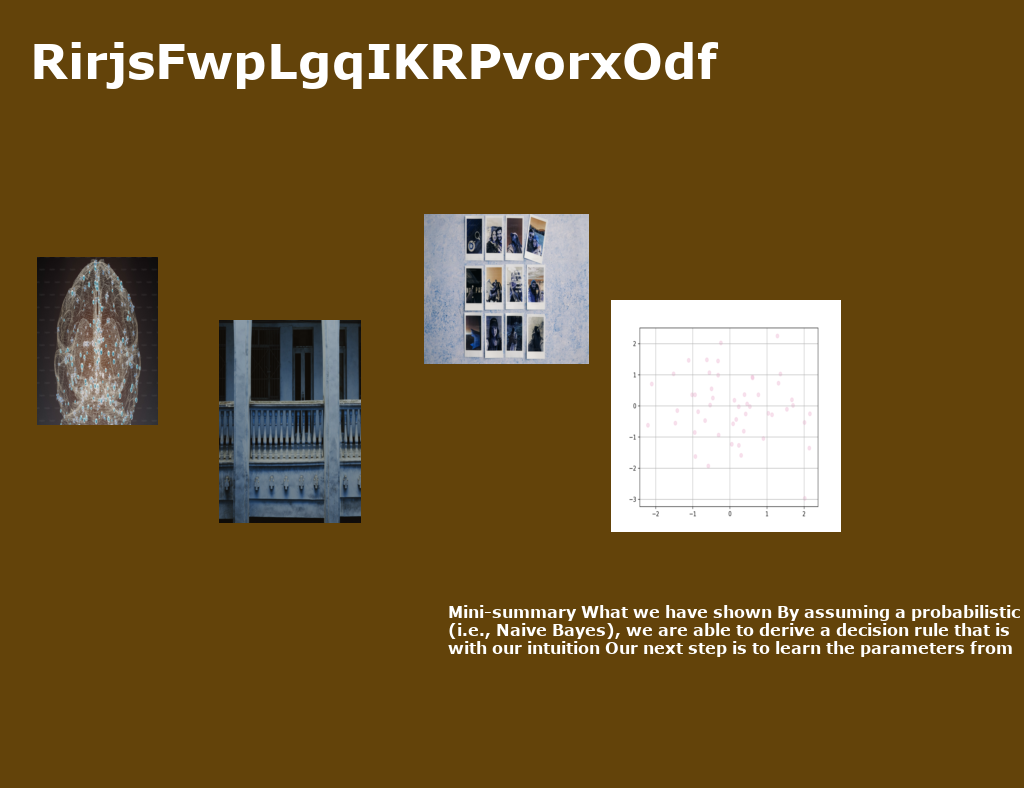 RirjsFwpLgqIKRPvorxOdf
2
1
0
−1
−2
−3
−2 −1 0 1 2
Mini-summary What we have shown By assuming a probabilistic
(i.e., Naive Bayes), we are able to derive a decision rule that is
with our intuition Our next step is to learn the parameters from